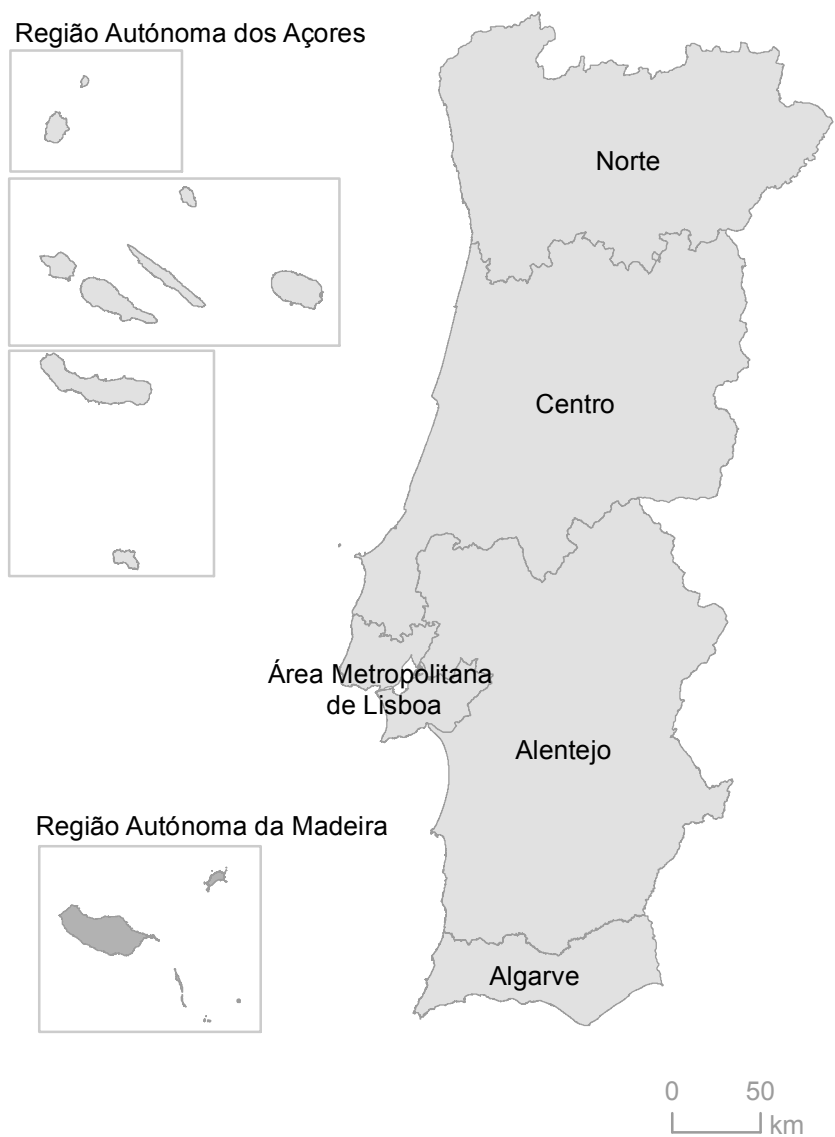 Região Autónoma dos Açores
Norte
Centro
Área Metropolitana
de Lisboa
Alentejo
Região Autónoma da Madeira
Algarve
0 50
km